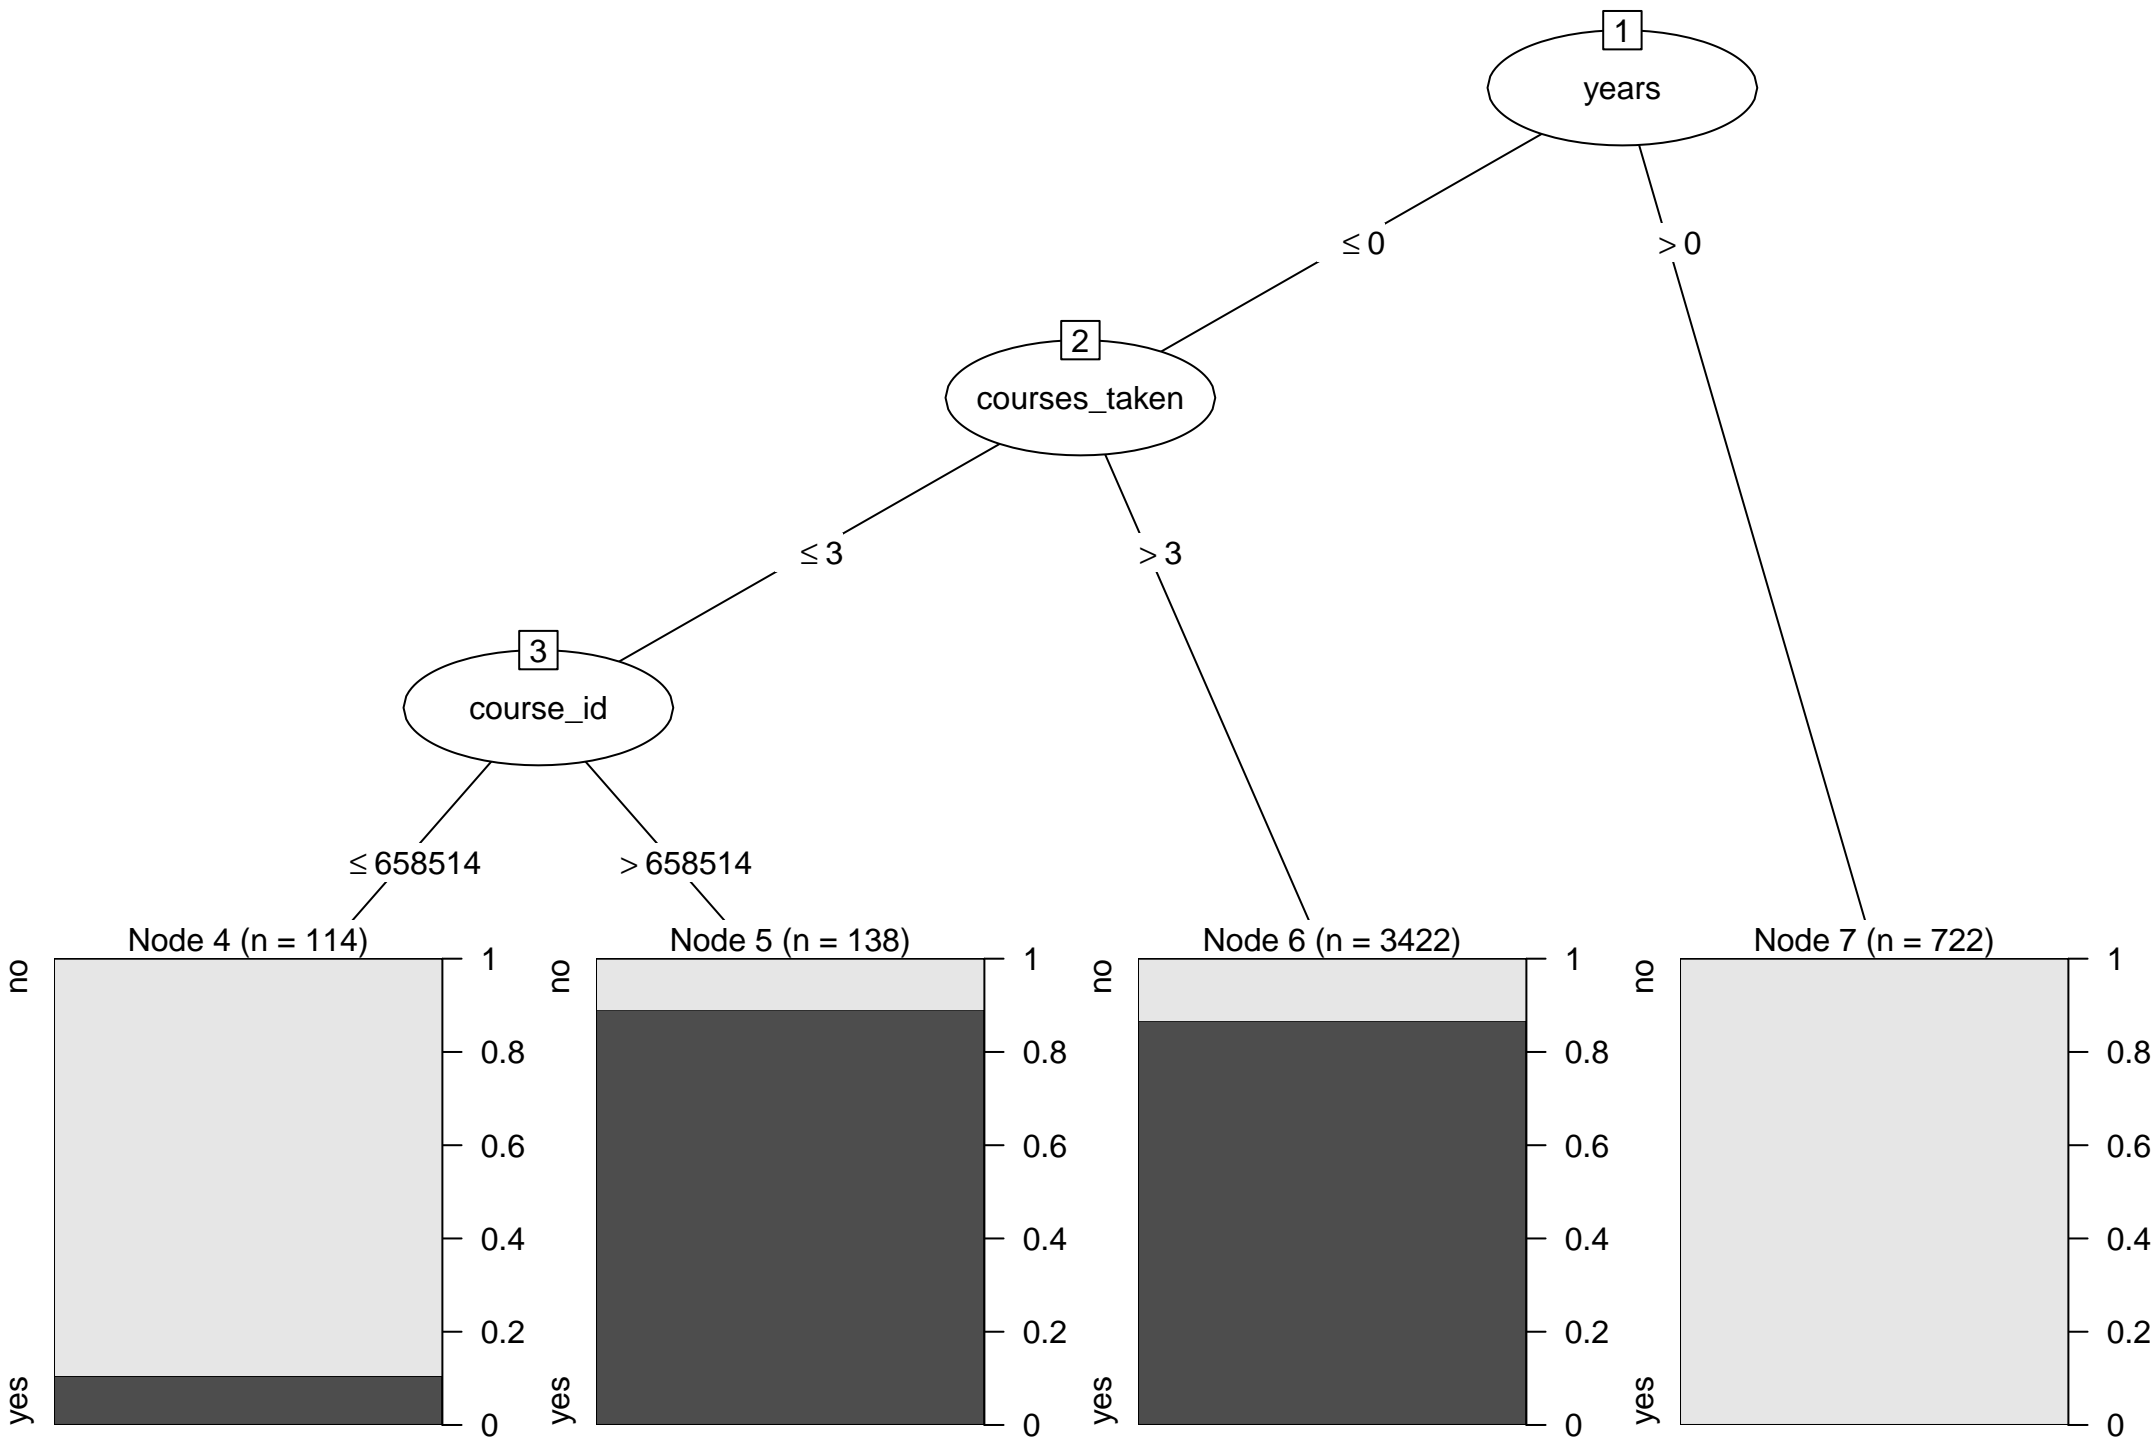 1
years
≤ 0
> 0
2
courses_taken
≤ 3
> 3
3
course_id
≤ 658514
> 658514
Node 4 (n = 114)
no
yes
1
0.8
0.6
0.4
0.2
0
Node 5 (n = 138)
no
yes
1
0.8
0.6
0.4
0.2
0
Node 6 (n = 3422)
no
yes
1
0.8
0.6
0.4
0.2
0
Node 7 (n = 722)
no
yes
1
0.8
0.6
0.4
0.2
0